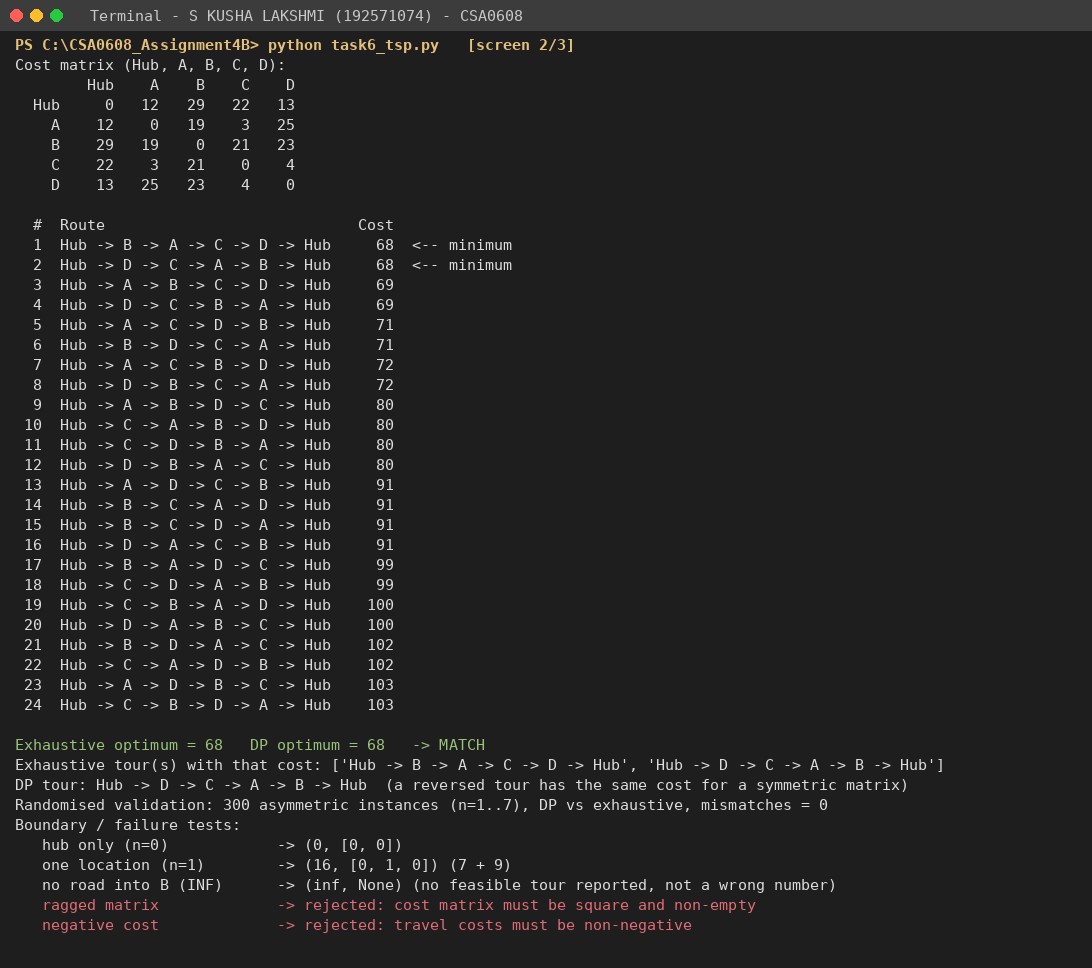 Terminal - S KUSHA LAKSHMI (192571074) - CSA0608
PS C:\CSA0608_Assignment4B> python task6_tsp.py   [screen 2/3]
Cost matrix (Hub, A, B, C, D):
        Hub    A    B    C    D
  Hub     0   12   29   22   13
    A    12    0   19    3   25
    B    29   19    0   21   23
    C    22    3   21    0    4
    D    13   25   23    4    0
  #  Route                            Cost
  1  Hub -> B -> A -> C -> D -> Hub     68  <-- minimum
  2  Hub -> D -> C -> A -> B -> Hub     68  <-- minimum
  3  Hub -> A -> B -> C -> D -> Hub     69
  4  Hub -> D -> C -> B -> A -> Hub     69
  5  Hub -> A -> C -> D -> B -> Hub     71
  6  Hub -> B -> D -> C -> A -> Hub     71
  7  Hub -> A -> C -> B -> D -> Hub     72
  8  Hub -> D -> B -> C -> A -> Hub     72
  9  Hub -> A -> B -> D -> C -> Hub     80
 10  Hub -> C -> A -> B -> D -> Hub     80
 11  Hub -> C -> D -> B -> A -> Hub     80
 12  Hub -> D -> B -> A -> C -> Hub     80
 13  Hub -> A -> D -> C -> B -> Hub     91
 14  Hub -> B -> C -> A -> D -> Hub     91
 15  Hub -> B -> C -> D -> A -> Hub     91
 16  Hub -> D -> A -> C -> B -> Hub     91
 17  Hub -> B -> A -> D -> C -> Hub     99
 18  Hub -> C -> D -> A -> B -> Hub     99
 19  Hub -> C -> B -> A -> D -> Hub    100
 20  Hub -> D -> A -> B -> C -> Hub    100
 21  Hub -> B -> D -> A -> C -> Hub    102
 22  Hub -> C -> A -> D -> B -> Hub    102
 23  Hub -> A -> D -> B -> C -> Hub    103
 24  Hub -> C -> B -> D -> A -> Hub    103
Exhaustive optimum = 68   DP optimum = 68   -> MATCH
Exhaustive tour(s) with that cost: ['Hub -> B -> A -> C -> D -> Hub', 'Hub -> D -> C -> A -> B -> Hub']
DP tour: Hub -> D -> C -> A -> B -> Hub  (a reversed tour has the same cost for a symmetric matrix)
Randomised validation: 300 asymmetric instances (n=1..7), DP vs exhaustive, mismatches = 0
Boundary / failure tests:
   hub only (n=0)            -> (0, [0, 0])
   one location (n=1)        -> (16, [0, 1, 0]) (7 + 9)
   no road into B (INF)      -> (inf, None) (no feasible tour reported, not a wrong number)
   ragged matrix             -> rejected: cost matrix must be square and non-empty
   negative cost             -> rejected: travel costs must be non-negative